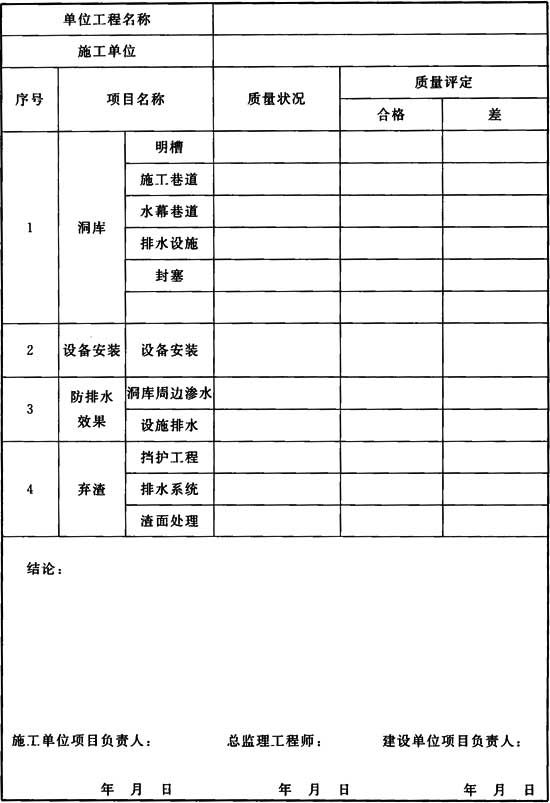 单位工程名称
施工单位
序号 项目名称 质量状况 质量评定
合格 差
1 洞库 明槽
施工巷道
水幕巷道
排水设施
封塞
2 设备安装 设备安装
3 防排水效果 洞库周边渗水
设施排水
4 弃渣 挡护工程
排水系统
渣面处理
结论：
施工单位项目负责人： 总监理工程师： 建设单位项目负责人：
年 月 日 年 月 日 年 月 日